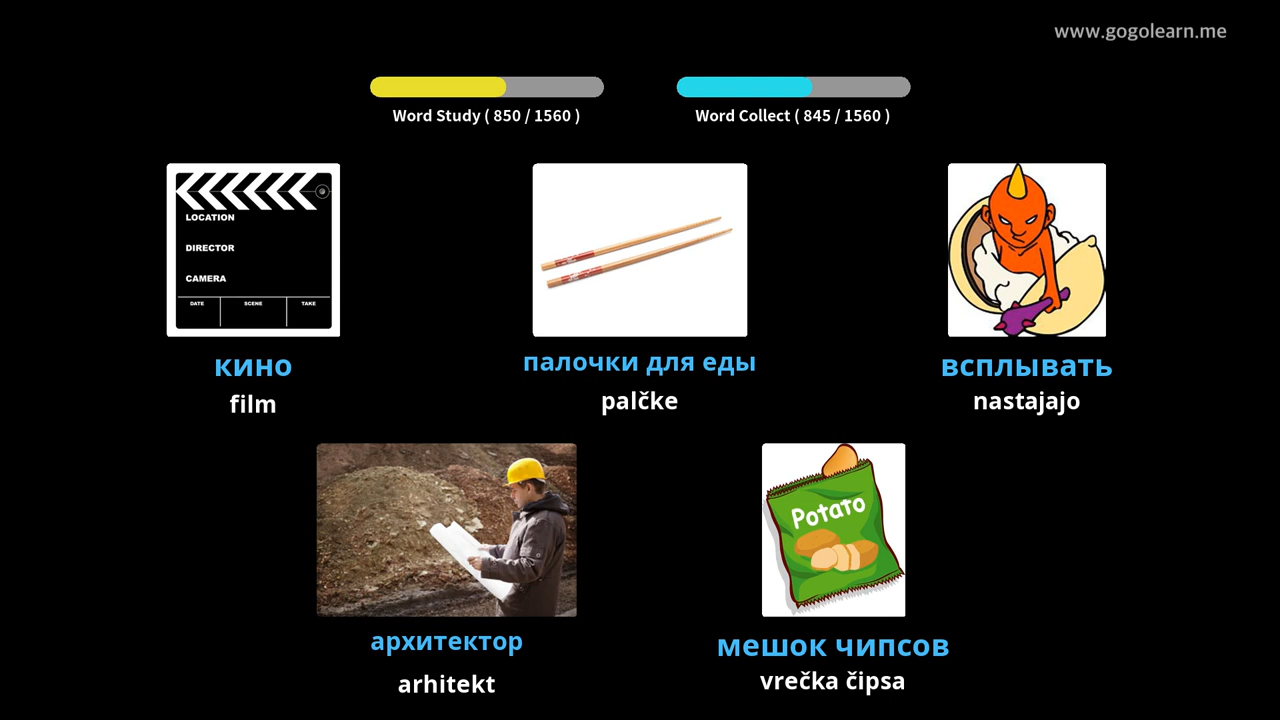 www.gogolearn.me
Word Study ( 850 / 1560 )
Word Collect ( 845 / 1560 )
LOCATION
DIRECTOR
CAMERA
DATE
SCENE
TAKE
кино
film
палочки для еды
palčke
всплывать
nastajajo
Potato
архитектор
arhitekt
мешок чипсов
vrečka čipsa